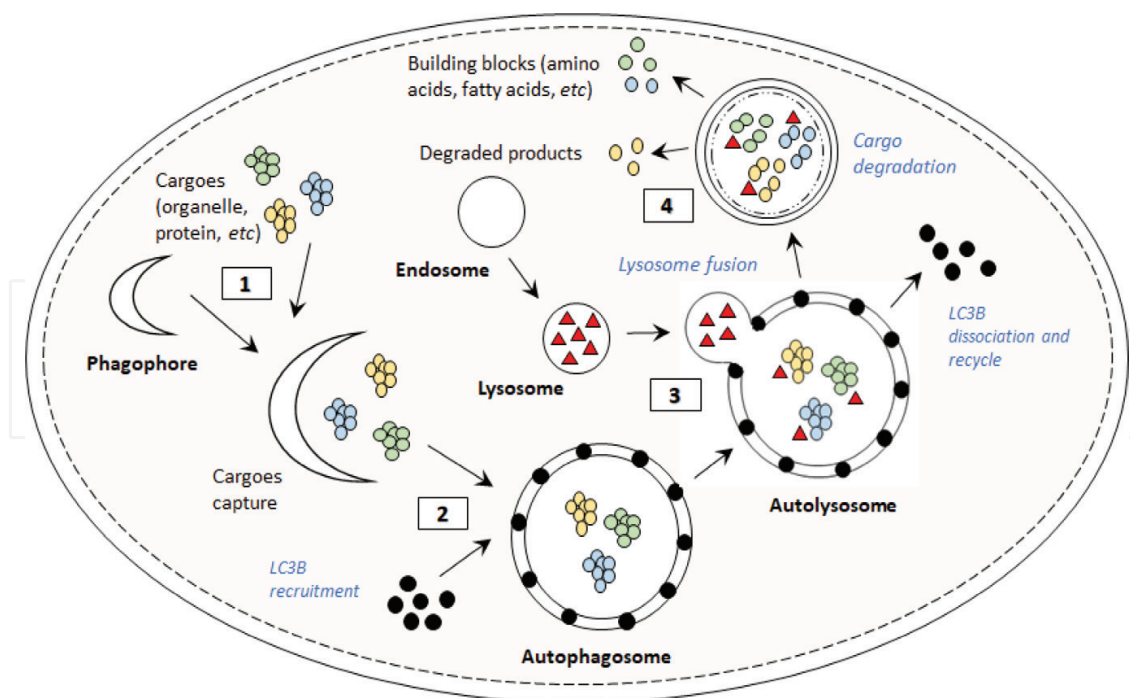 Building blocks (amino
acids, fatty acids, etc)
Degraded products
Cargo
degradation
4
Cargoes
(organelle,
protein, etc)
1
Endosome
Lysosome fusion
Phagophore
Lysosome
3
LC3B
dissociation and
recycle
Cargoes
capture
2
Autolysosome
LC3B
recruitment
Autophagosome